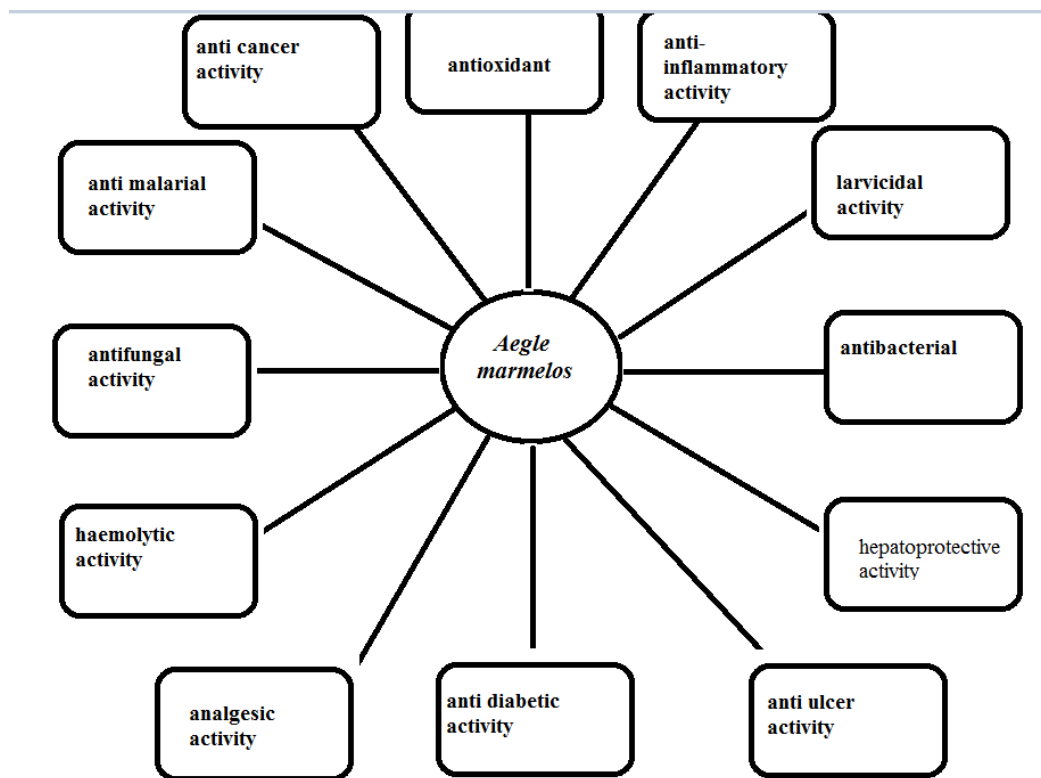 anti cancer
activity
antioxidant
anti-
inflammatory
activity
anti malarial
activity
larvicidal
activity
antifungal
activity
Aegle
marmelos
antibacterial
haemolytic
activity
hepatoprotective
activity
analgesic
activity
anti diabetic
activity
anti ulcer
activity